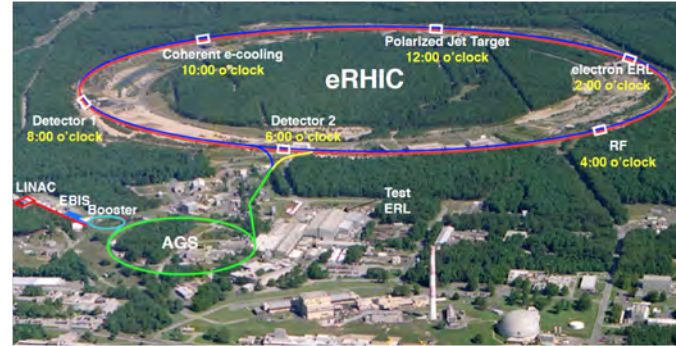 Coherent e-cooling
10:00 o'clock
Polarized Jet Target
12:00 o'clock
eRHIC
electron ERL
2:00 o'clock
Detector 1
8:00 o'clock
Detector 2
6:00 o'clock
RF
4:00 o'clock
LINAC
EBIS
Booster
Test
ERL
AGS